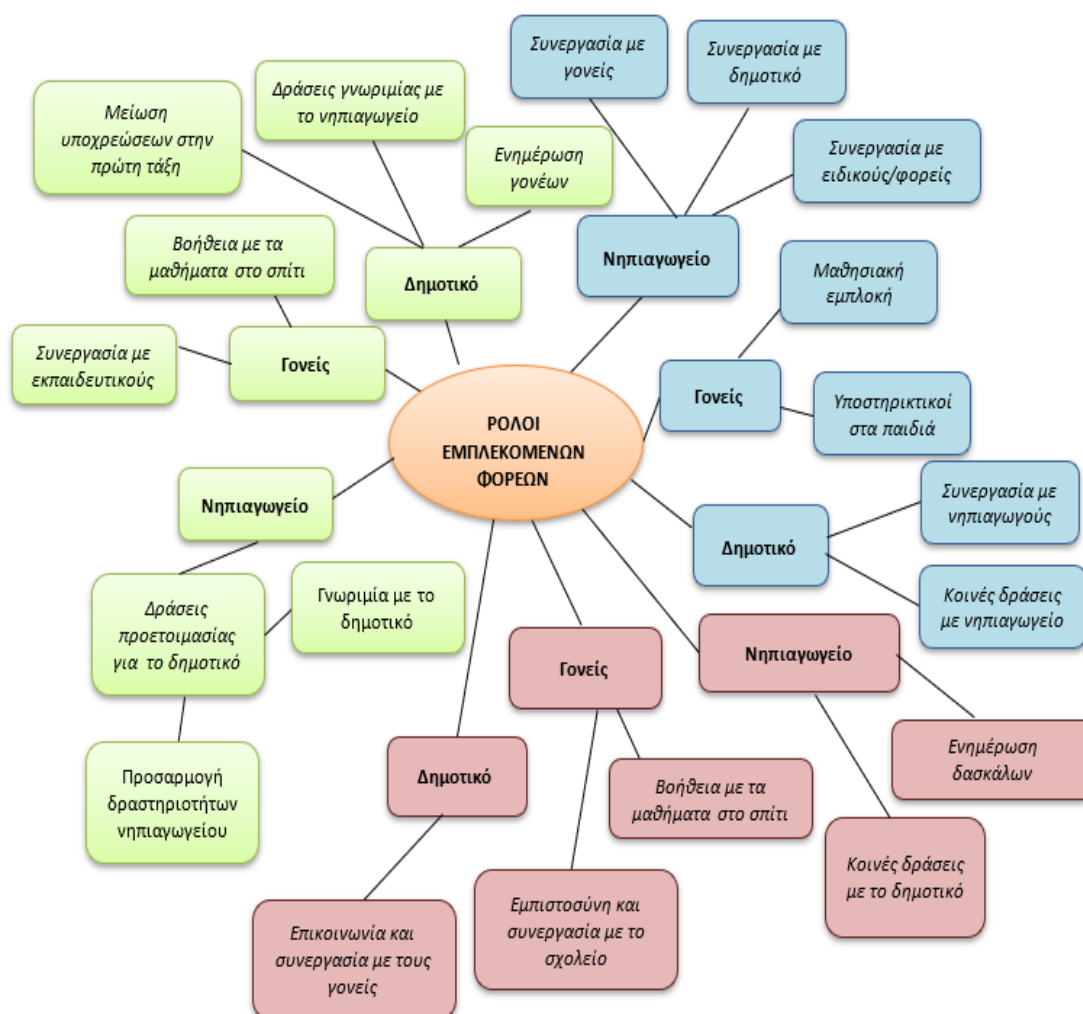 Συνεργασία με
γονείς
Συνεργασία με
δημοτικό
Δράσεις γνωριμίας με
το νηπιαγωγείο
Μείωση
υποχρεώσεων στην
πρώτη τάξη
Ενημέρωση
γονέων
Συνεργασία με
ειδικούς/φορείς
Βοήθεια με τα
μαθήματα στο σπίτι
Δημοτικό
Νηπιαγωγείο
Μαθησιακή
εμπλοκή
Συνεργασία με
εκπαιδευτικούς
Γονείς
Γονείς
Υποστηρικτικοί
στα παιδιά
ΡΟΛΟΙ
ΕΜΠΛΕΚΟΜΕΝΩΝ
ΦΟΡΕΩΝ
Νηπιαγωγείο
Συνεργασία με
νηπιαγωγούς
Δημοτικό
Κοινές δράσεις
με νηπιαγωγείο
Δράσεις
προετοιμασίας
για το δημοτικό
Γνωριμία με το
δημοτικό
Γονείς
Νηπιαγωγείο
Προσαρμογή
δραστηριοτήτων
νηπιαγωγείου
Δημοτικό
Βοήθεια με τα
μαθήματα στο σπίτι
Ενημέρωση
δασκάλων
Κοινές δράσεις
με το δημοτικό
Επικοινωνία και
συνεργασία με τους
γονείς
Εμπιστοσύνη και
συνεργασία με το
σχολείο